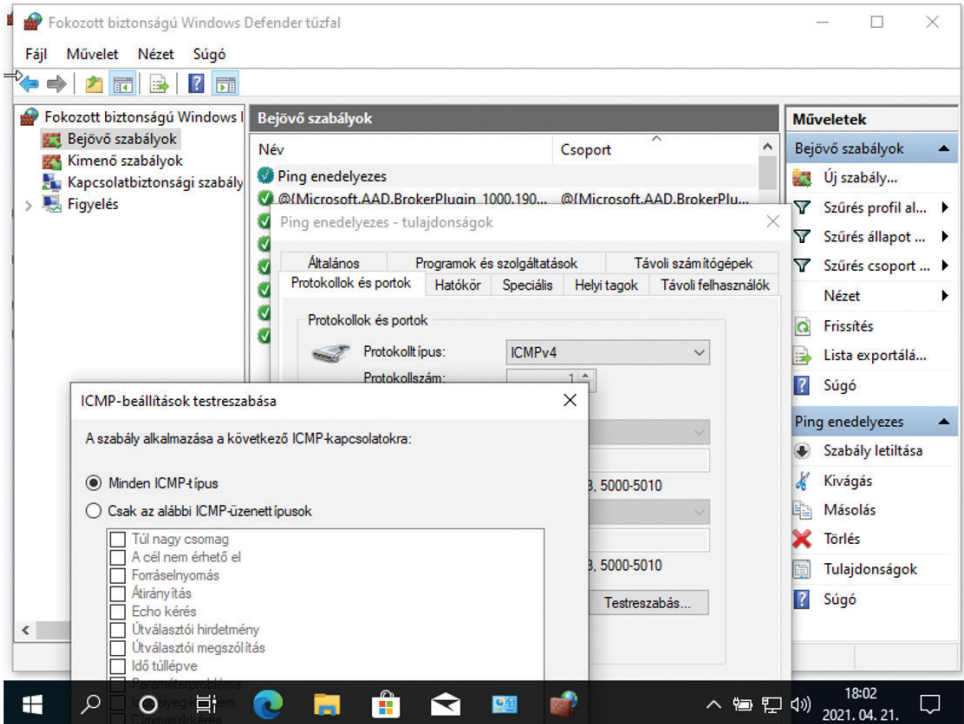 Fokozott biztonságú Windows Defender tűzfal
Fájl Művelet Nézet Súgó
Fokozott biztonságú Windows
Bejövő szabályok
Kimenő szabályok
Kapcsolatbiztonsági szabály
Figyelés
Bejövő szabályok
Név Csoport
Ping enedelyezes
@{Microsoft.AAD.BrokerPlugin_1000.190... @{Microsoft.AAD.BrokerPlu...
Ping enedelyezes - tulajdonságok
Általános Programok és szolgáltatások Távoli számítógépek
Protokollok és portok Hatókör Speciális Helyi tagok Távoli felhasználók
Protokollok és portok
Protokolltípus: ICMPv4
Protokollszám: 1
, 5000-5010
, 5000-5010
Testreszabás...
ICMP-beállítások testreszabása
A szabály alkalmazása a következő ICMP-kapcsolatokra:
Minden ICMP-típus
Csak az alábbi ICMP-üzenettípusok
Túl nagy csomag
A cél nem érhető el
Forráselnyomás
Átirányítás
Echo kérés
Útválasztói hirdetmény
Útválasztói megszólítás
Idő túllépve
Paraméterprobléma
Műveletek
Bejövő szabályok
Új szabály...
Szűrés profil al...
Szűrés állapot ...
Szűrés csoport ...
Nézet
Frissítés
Lista exportálá...
Súgó
Ping enedelyezes
Szabály letiltása
Kivágás
Másolás
Törlés
Tulajdonságok
Súgó
18:02
2021. 04. 21.